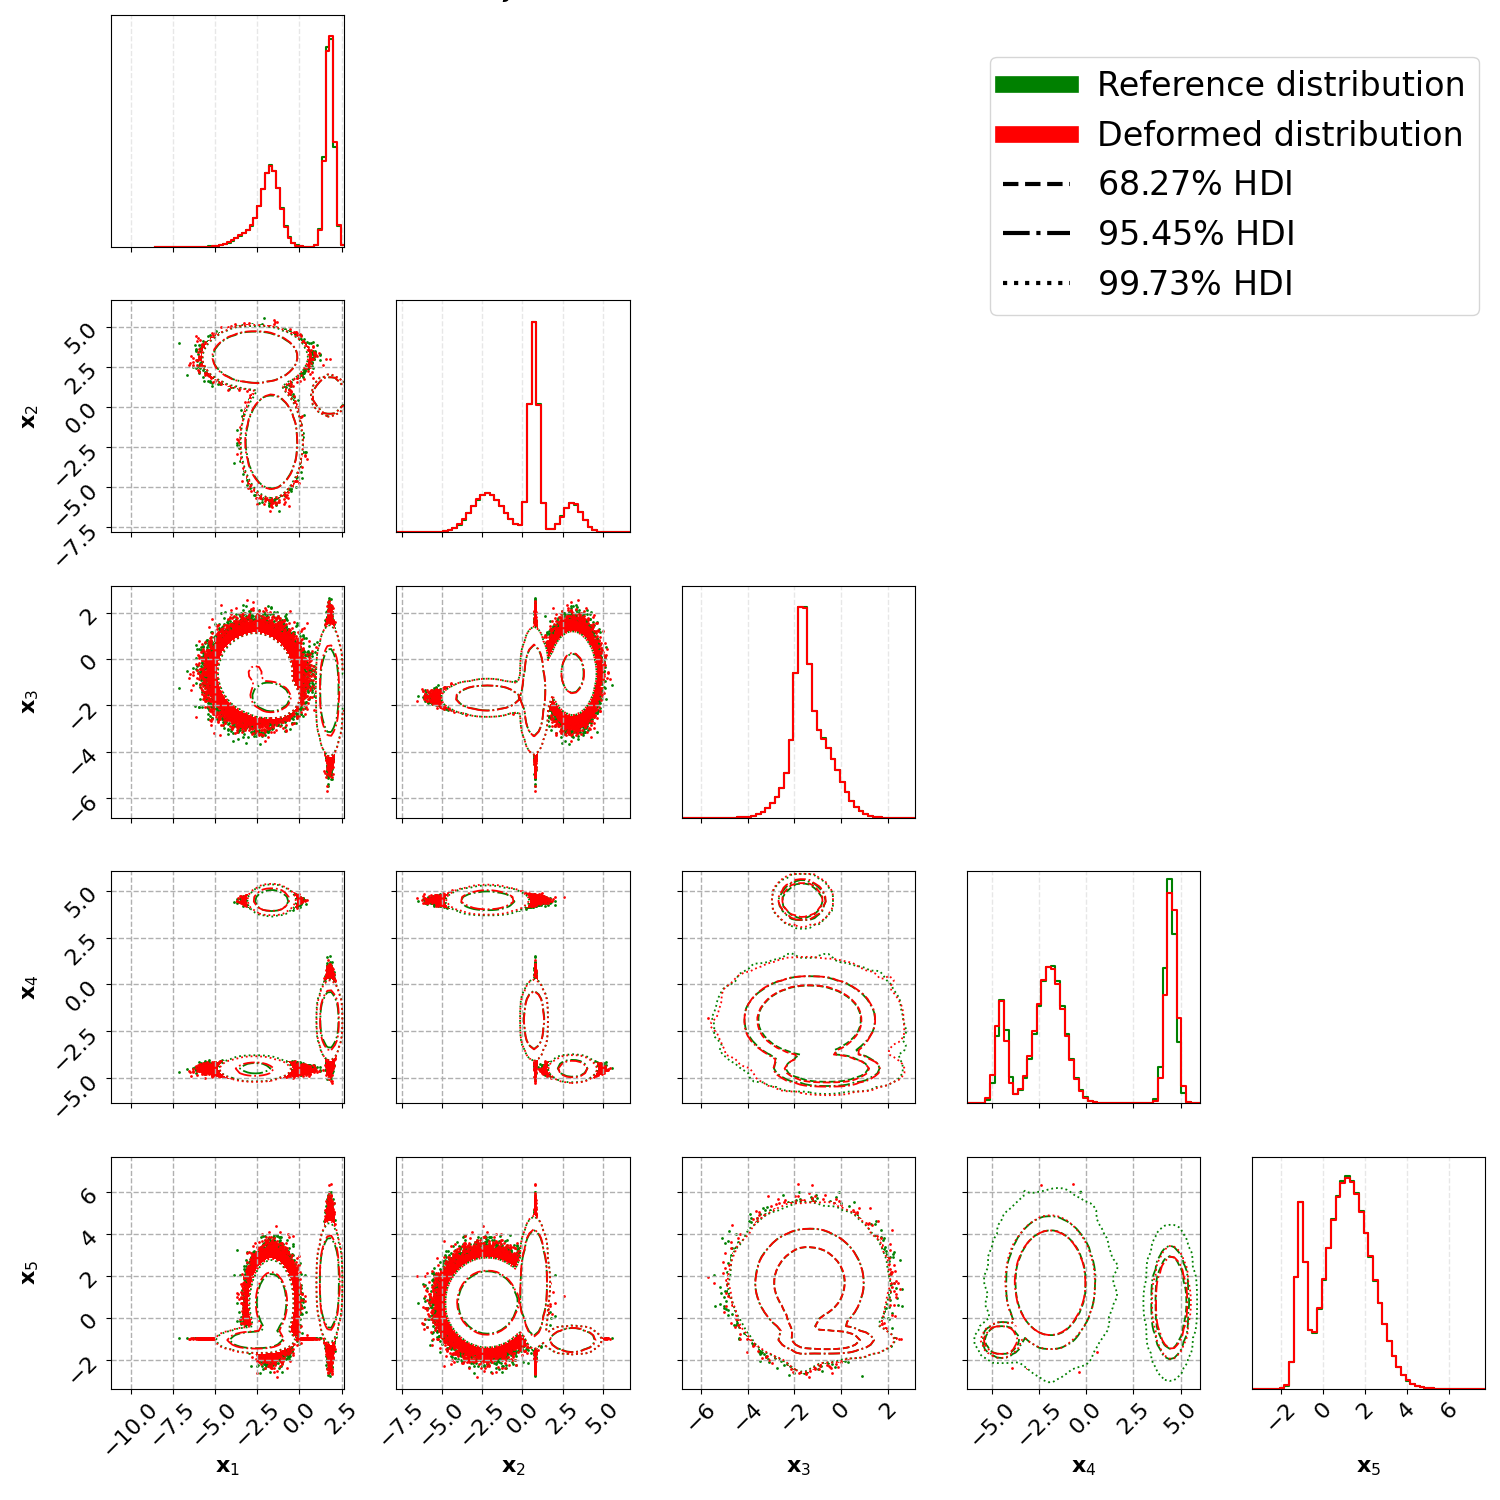 Reference distribution
Deformed distribution
68.27% HDI
95.45% HDI
99.73% HDI
x₂
5.0
2.5
0.0
−2.5
−5.0
−7.5
x₃
2
0
−2
−4
−6
x₄
5.0
2.5
0.0
−2.5
−5.0
x₅
6
4
2
0
−2
−10.0 −7.5 −5.0 −2.5 0.0 2.5
−7.5 −5.0 −2.5 0.0 2.5 5.0
−6 −4 −2 0 2
−5.0 −2.5 0.0 2.5 5.0
−2 0 2 4 6
x₁ x₂ x₃ x₄ x₅